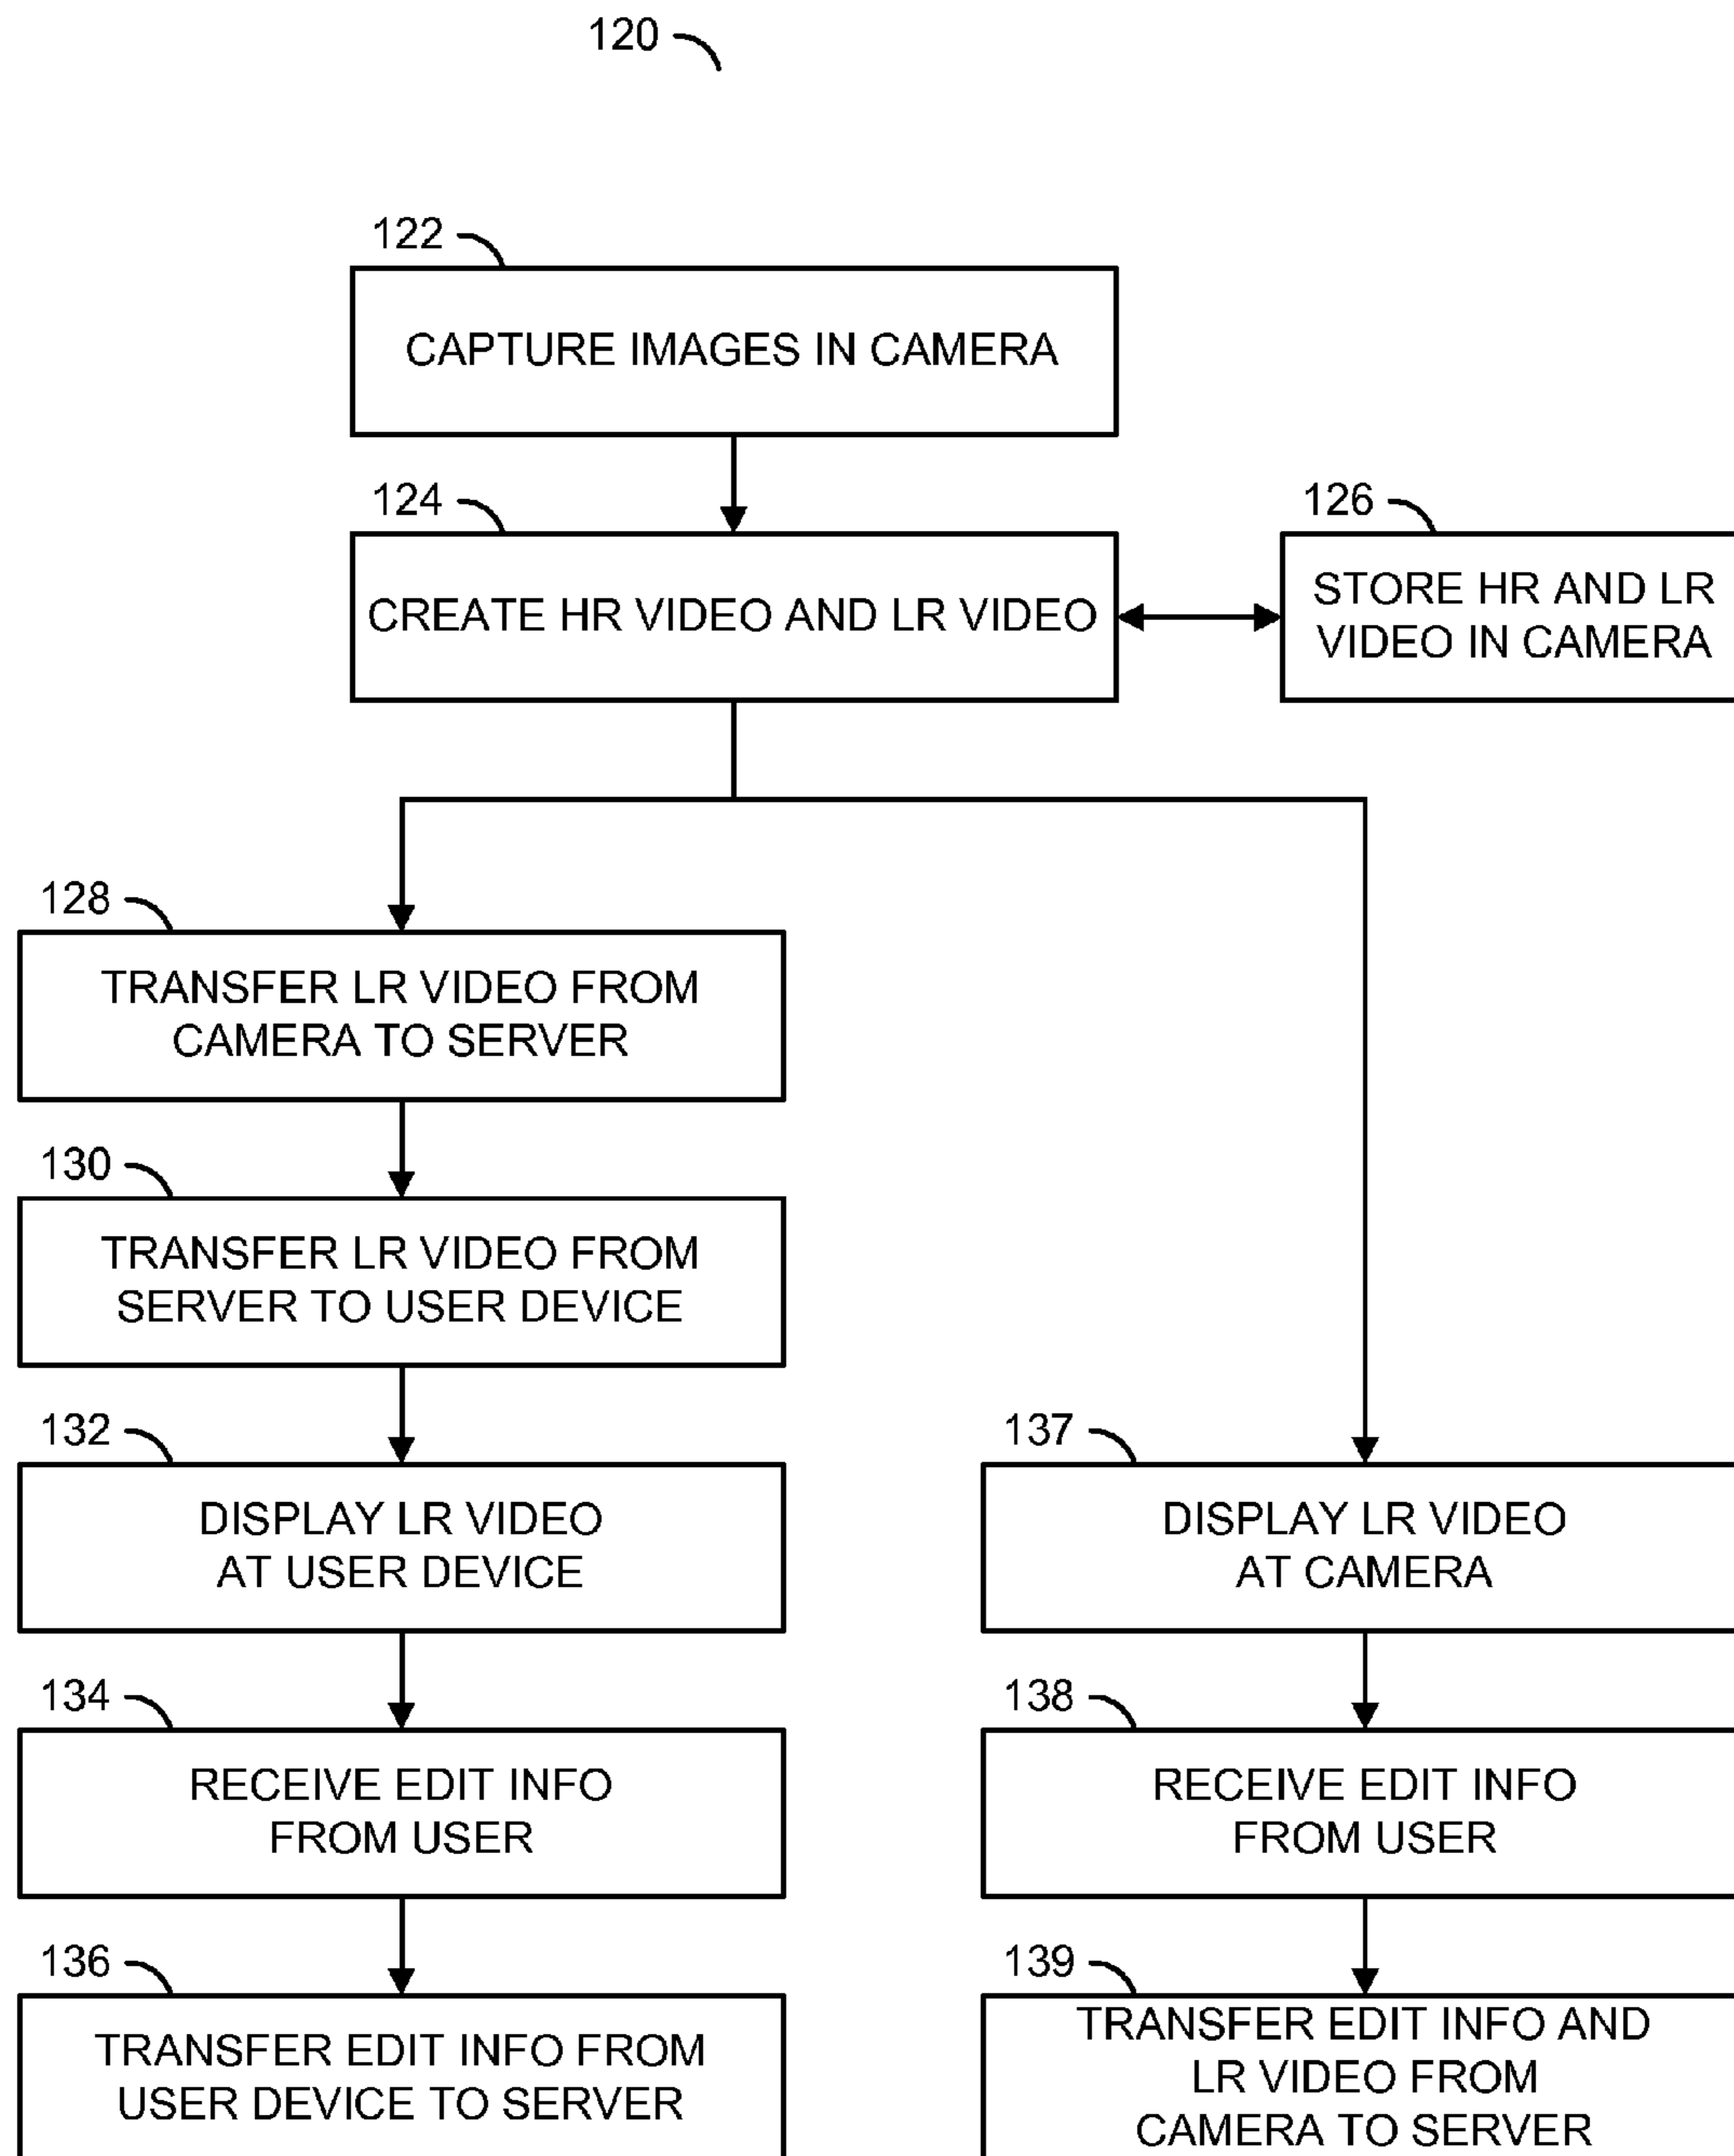 120
122
CAPTURE IMAGES IN CAMERA
124
CREATE HR VIDEO AND LR VIDEO
126
STORE HR AND LR
VIDEO IN CAMERA
128
TRANSFER LR VIDEO FROM
CAMERA TO SERVER
130
TRANSFER LR VIDEO FROM
SERVER TO USER DEVICE
132
DISPLAY LR VIDEO
AT USER DEVICE
134
RECEIVE EDIT INFO
FROM USER
136
TRANSFER EDIT INFO FROM
USER DEVICE TO SERVER
137
DISPLAY LR VIDEO
AT CAMERA
138
RECEIVE EDIT INFO
FROM USER
139
TRANSFER EDIT INFO AND
LR VIDEO FROM
CAMERA TO SERVER